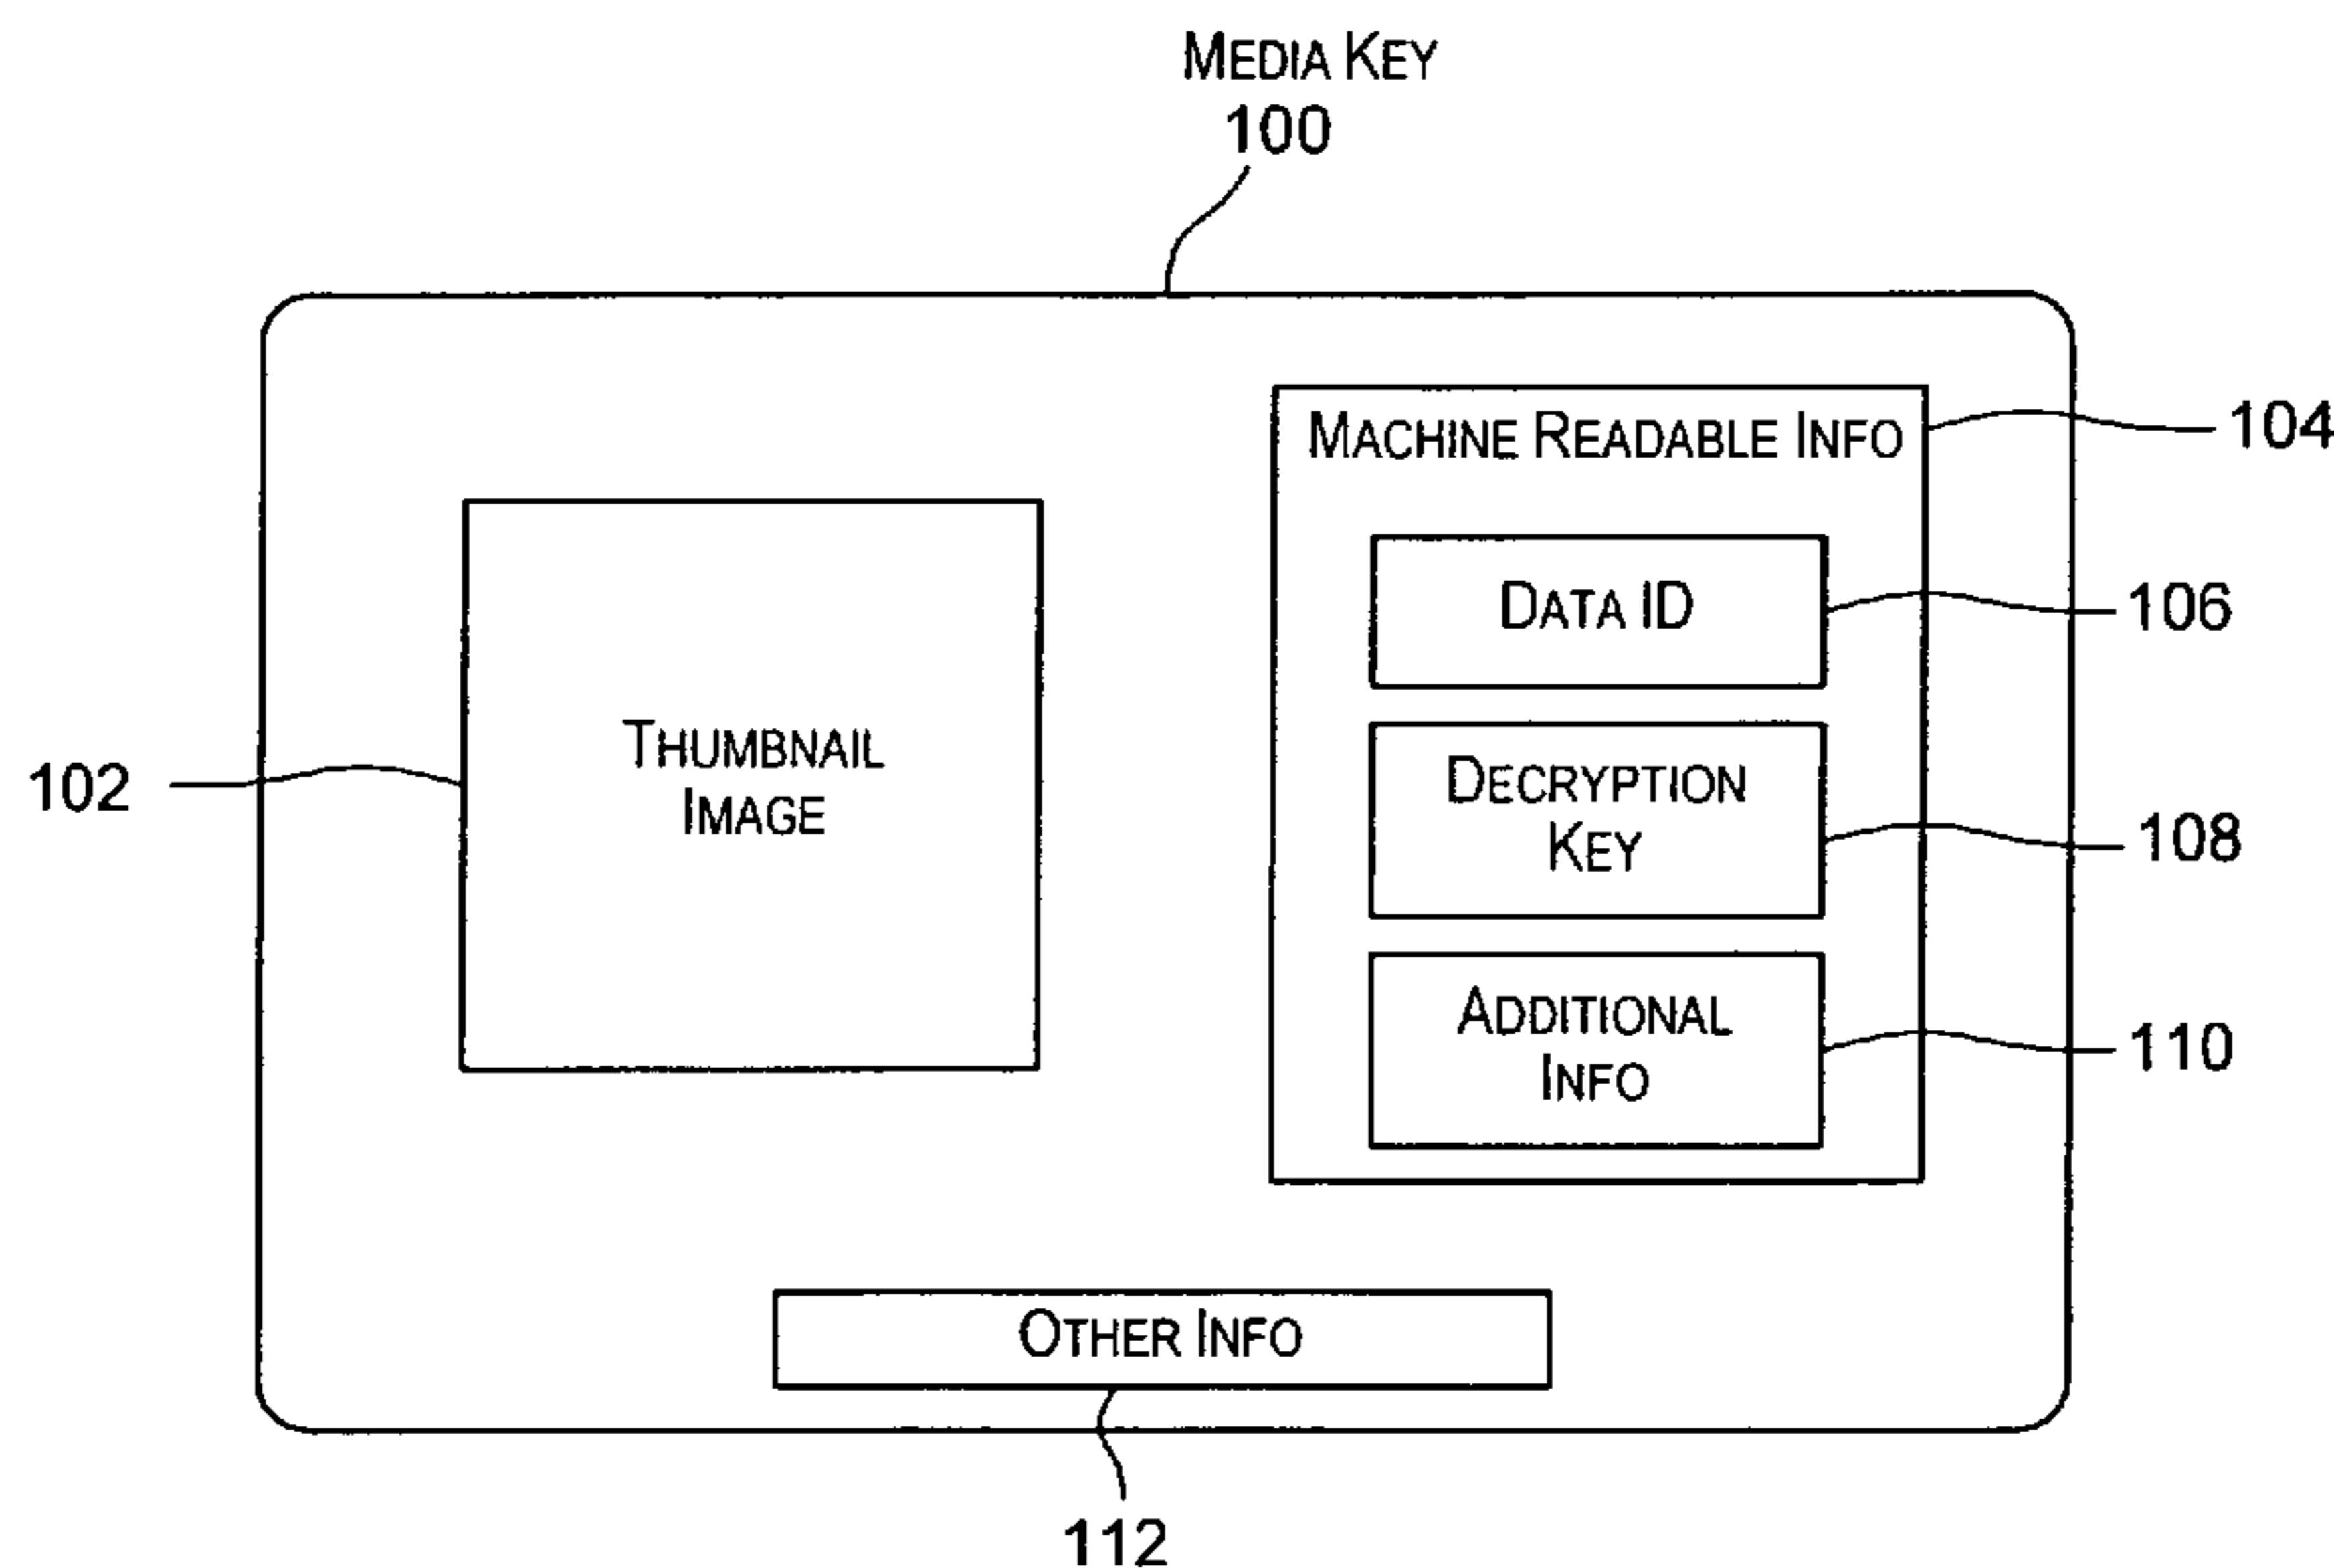 MEDIA KEY
100
MACHINE READABLE INFO
104
DATA ID
106
THUMBNAIL
IMAGE
102
DECRYPTION
KEY
108
ADDITIONAL
INFO
110
OTHER INFO
112